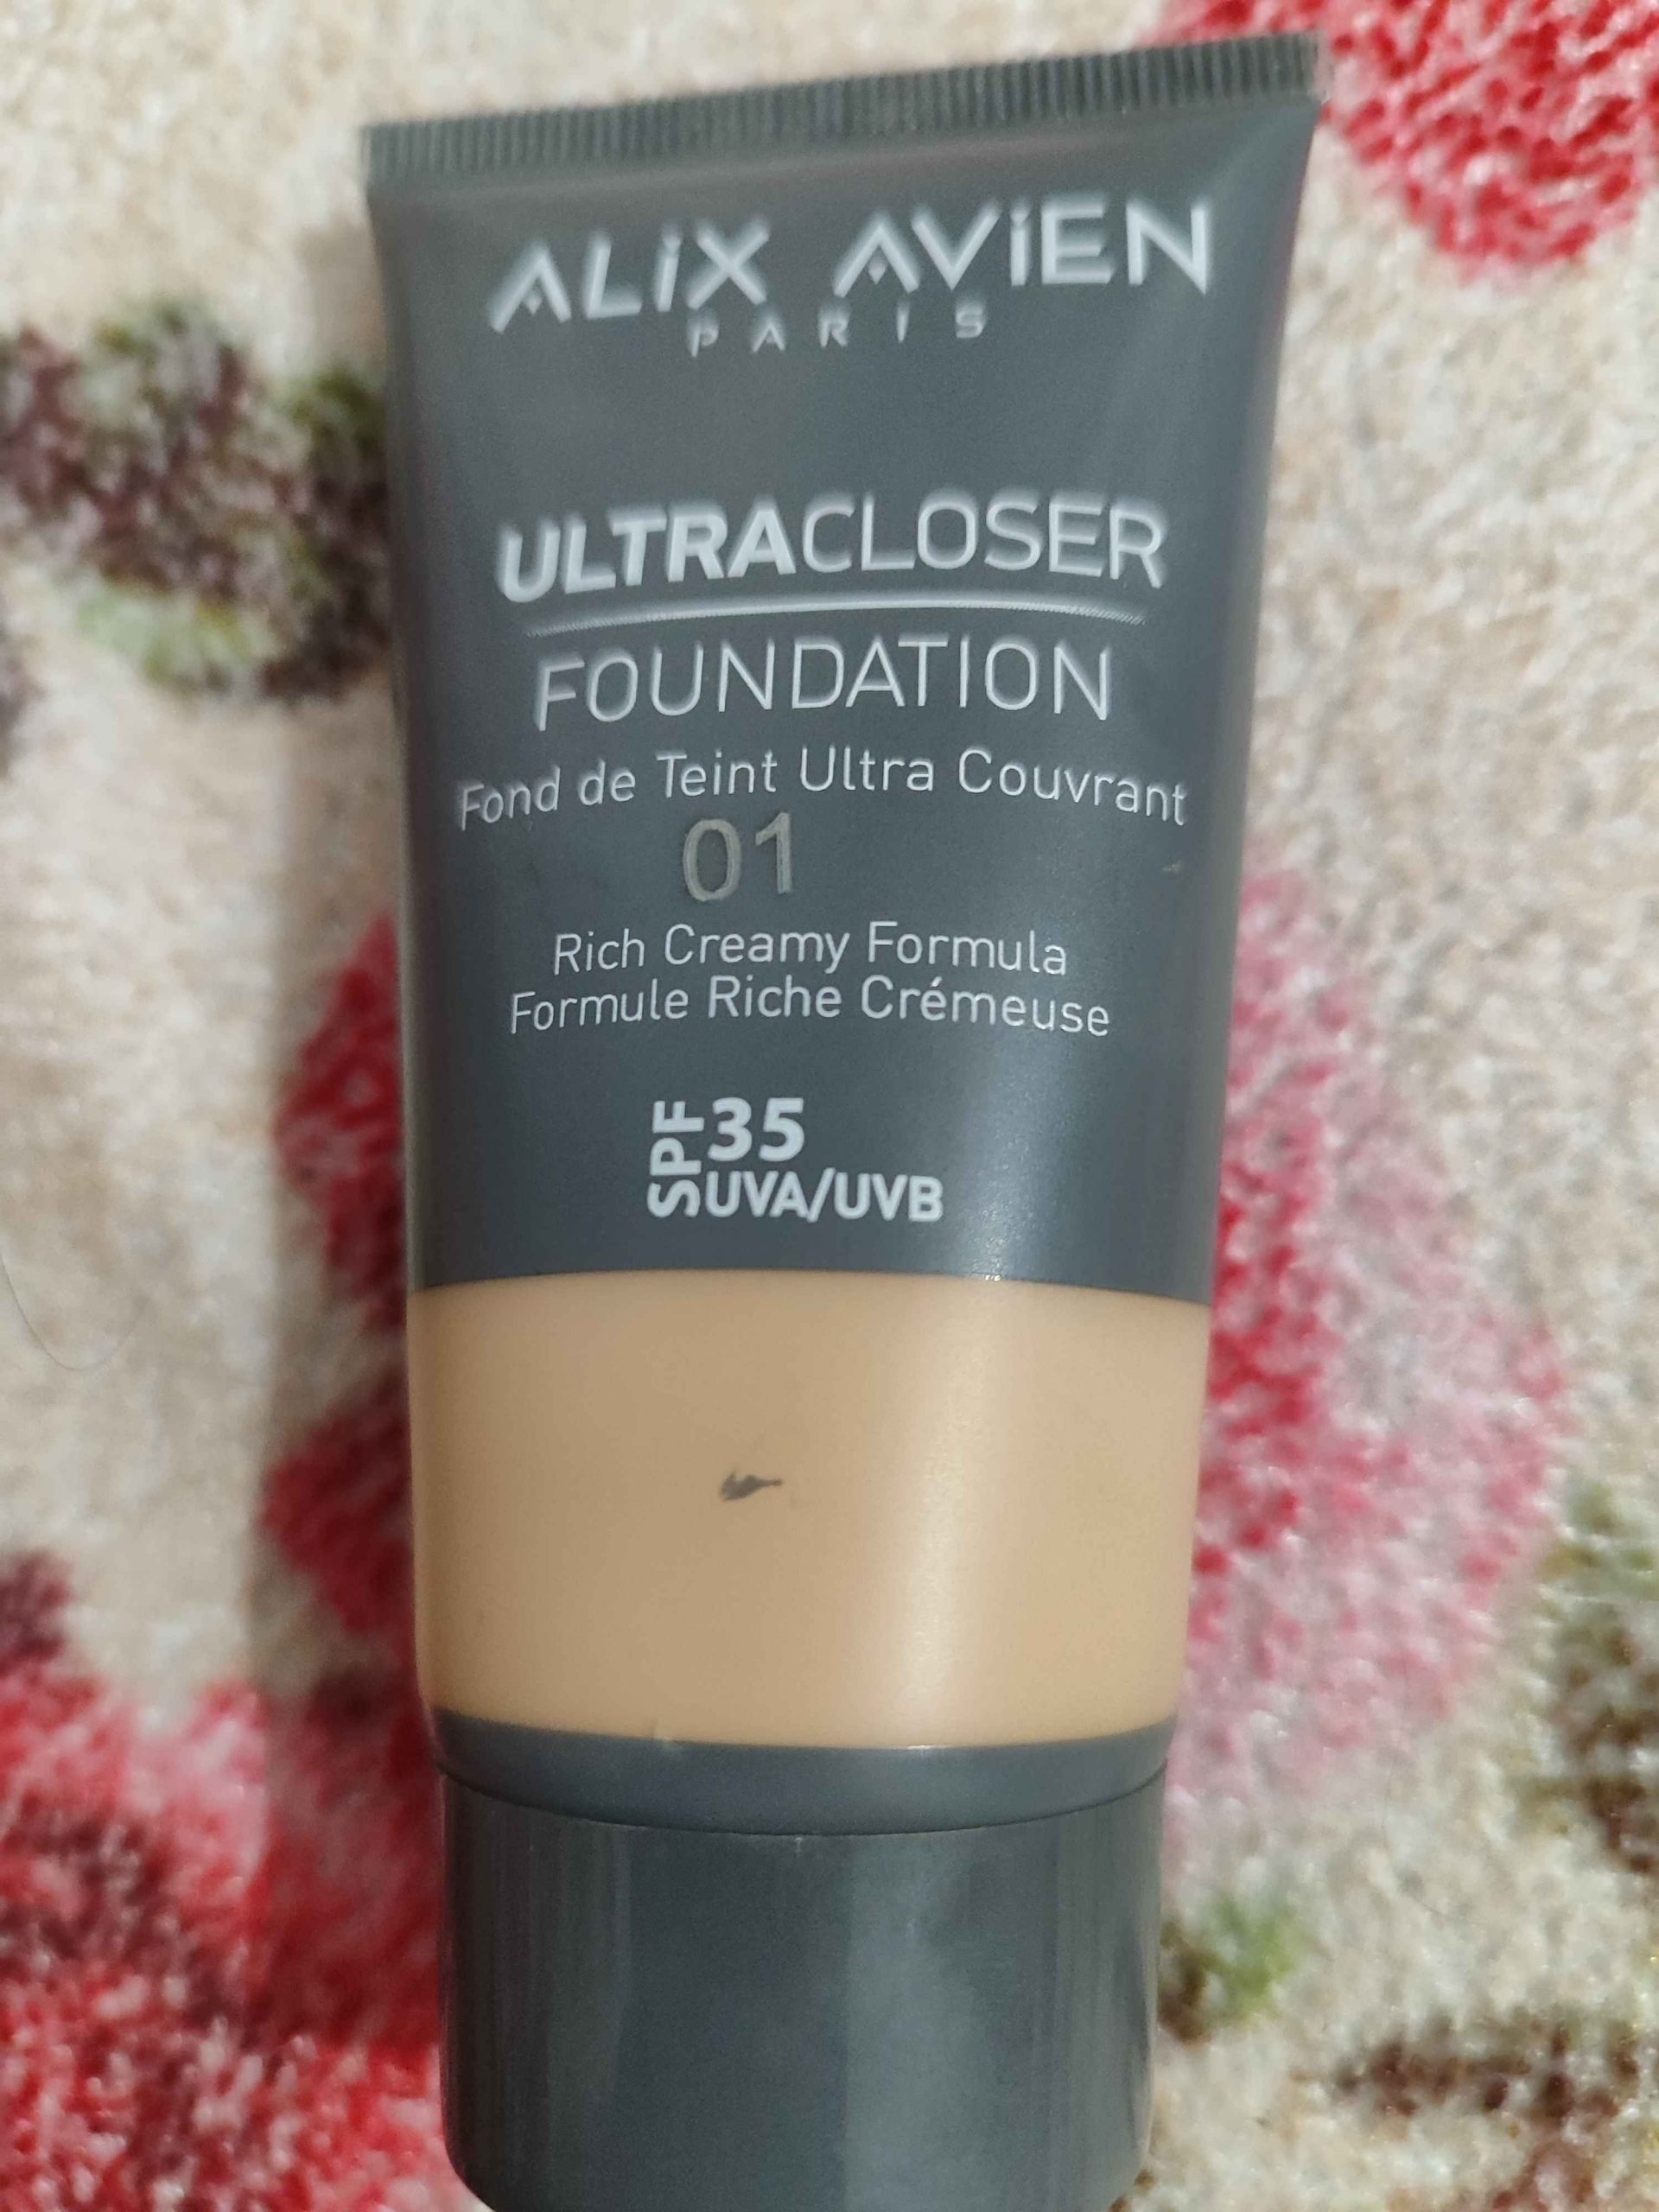 ALiX AViEN
PARIS
ULTRACLOSER
FOUNDATION
Fond de Teint Ultra Couvrant
01
Rich Creamy Formula
Formule Riche Crémeuse
SPF 35
UVA/UVB